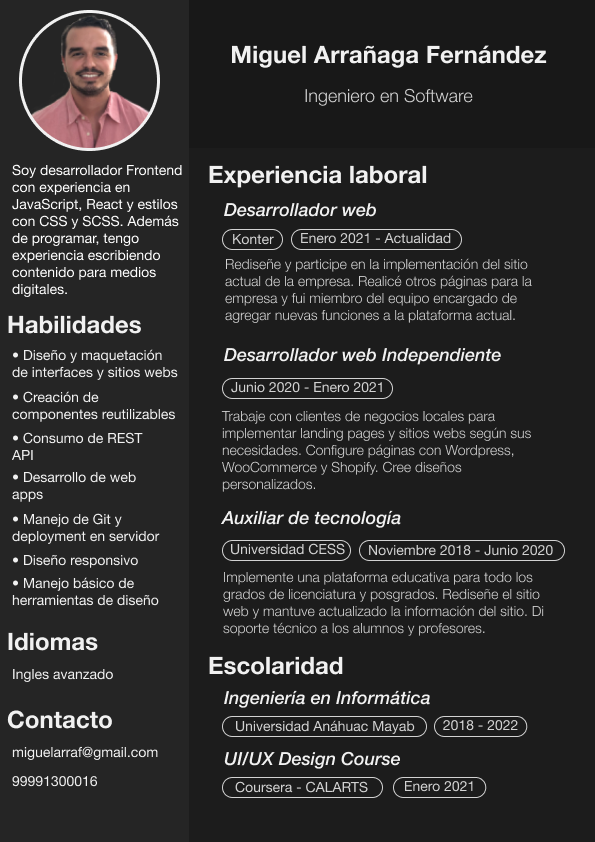 Miguel Arrañaga Fernández
Ingeniero en Software
Soy desarrollador Frontend
con experiencia en
JavaScript, React y estilos
con CSS y SCSS. Además
de programar, tengo
experiencia escribiendo
contenido para medios
digitales.
Habilidades
• Diseño y maquetación
de interfaces y sitios webs
• Creación de
componentes reutilizables
• Consumo de REST
API
• Desarrollo de web
apps
• Manejo de Git y
deployment en servidor
• Diseño responsivo
• Manejo básico de
herramientas de diseño
Idiomas
Ingles avanzado
Contacto
miguelarraf@gmail.com
99991300016
Experiencia laboral
Desarrollador web
Konter
Enero 2021 - Actualidad
Rediseñe y participe en la implementación del sitio
actual de la empresa. Realicé otros páginas para la
empresa y fui miembro del equipo encargado de
agregar nuevas funciones a la plataforma actual.
Desarrollador web Independiente
Junio 2020 - Enero 2021
Trabaje con clientes de negocios locales para
implementar landing pages y sitios webs según sus
necesidades. Configure páginas con Wordpress,
WooCommerce y Shopify. Cree diseños
personalizados.
Auxiliar de tecnología
Universidad CESS
Noviembre 2018 - Junio 2020
Implemente una plataforma educativa para todo los
grados de licenciatura y posgrados. Rediseñe el sitio
web y mantuve actualizado la información del sitio. Di
soporte técnico a los alumnos y profesores.
Escolaridad
Ingeniería en Informática
Universidad Anáhuac Mayab
2018 - 2022
UI/UX Design Course
Coursera - CALARTS
Enero 2021